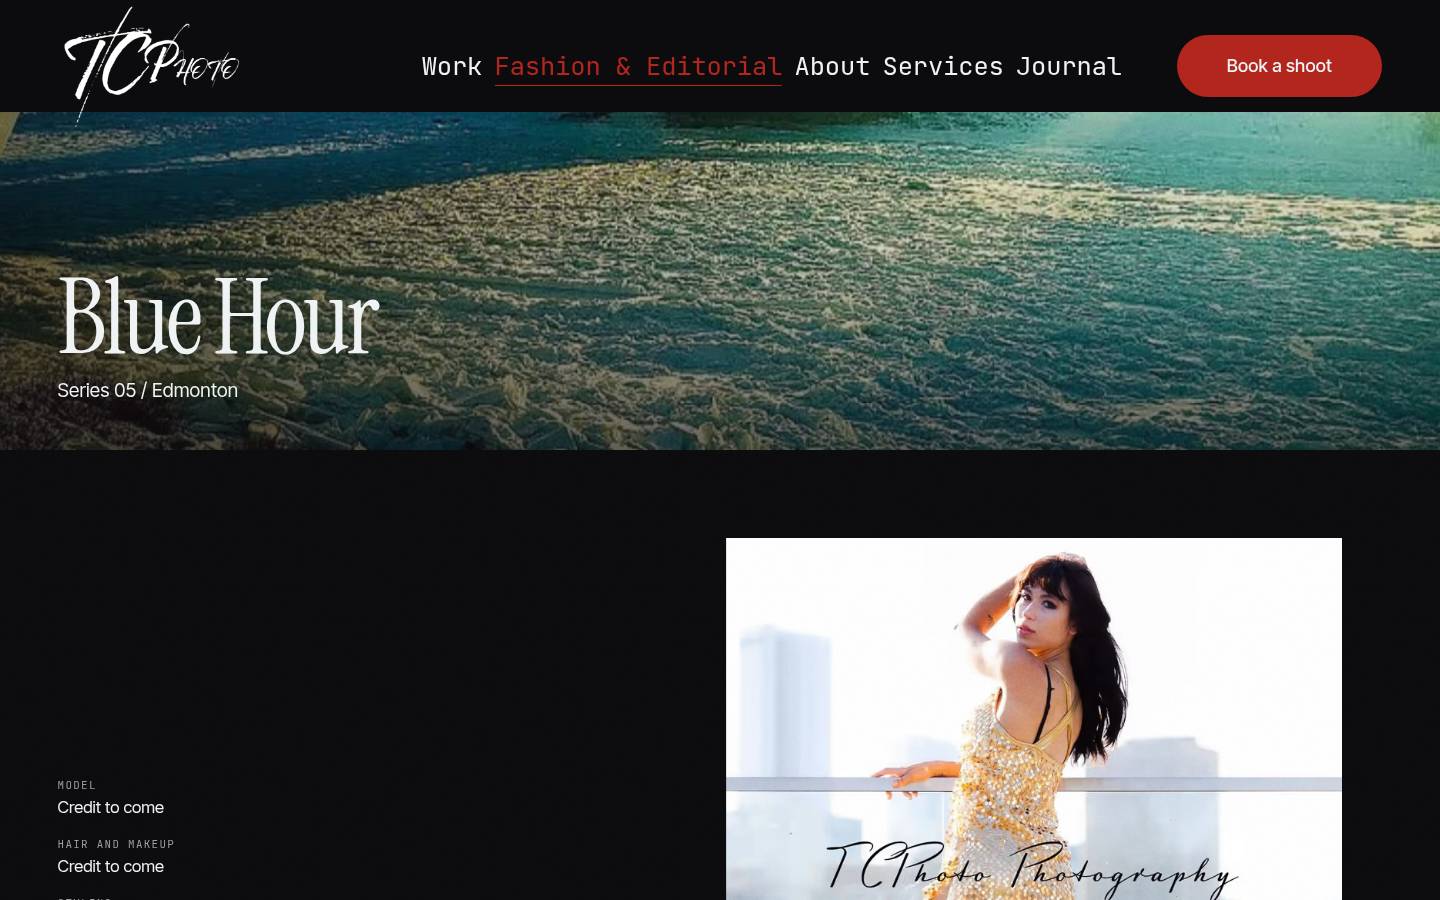 TCPHOTO
Work Fashion & Editorial About Services Journal
Book a shoot
Blue Hour
Series 05 / Edmonton
MODEL
Credit to come
HAIR AND MAKEUP
Credit to come
TCPhoto Photography